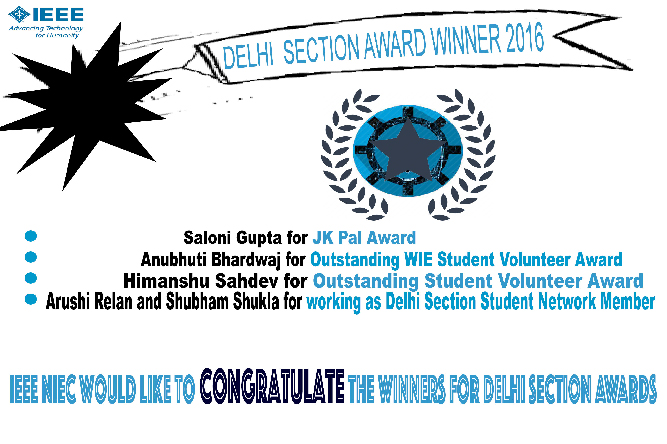 IEEE
Advancing Technology
for Humanity
DELHI SECTION AWARD WINNER 2016
Saloni Gupta for JK Pal Award
Anubhuti Bhardwaj for Outstanding WIE Student Volunteer Award
Himanshu Sahdev for Outstanding Student Volunteer Award
Arushi Relan and Shubham Shukla for working as Delhi Section Student Network Member
IEEE NIEC WOULD LIKE TO CONGRATULATE THE WINNERS FOR DELHI SECTION AWARDS